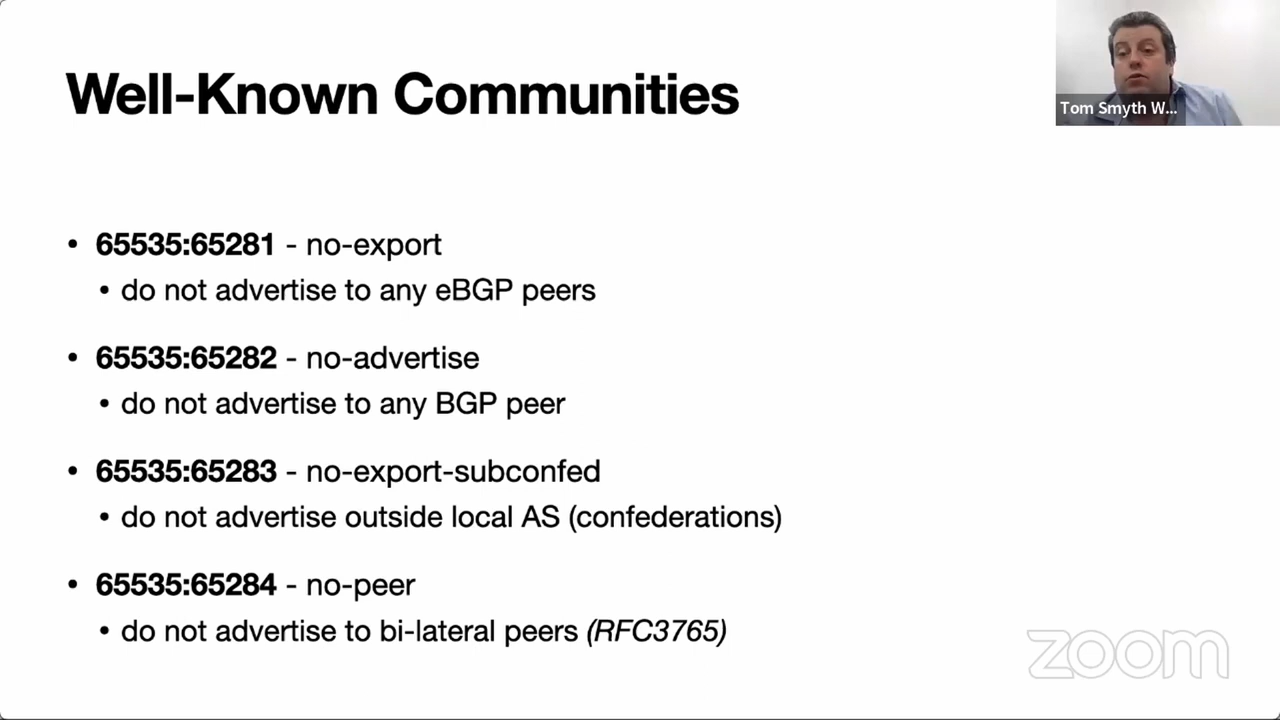 Well-Known Communities
Tom Smyth W...
• 65535:65281 - no-export
• do not advertise to any eBGP peers
• 65535:65282 - no-advertise
• do not advertise to any BGP peer
• 65535:65283 - no-export-subconfed
• do not advertise outside local AS (confederations)
• 65535:65284 - no-peer
• do not advertise to bi-lateral peers (RFC3765)
zoom